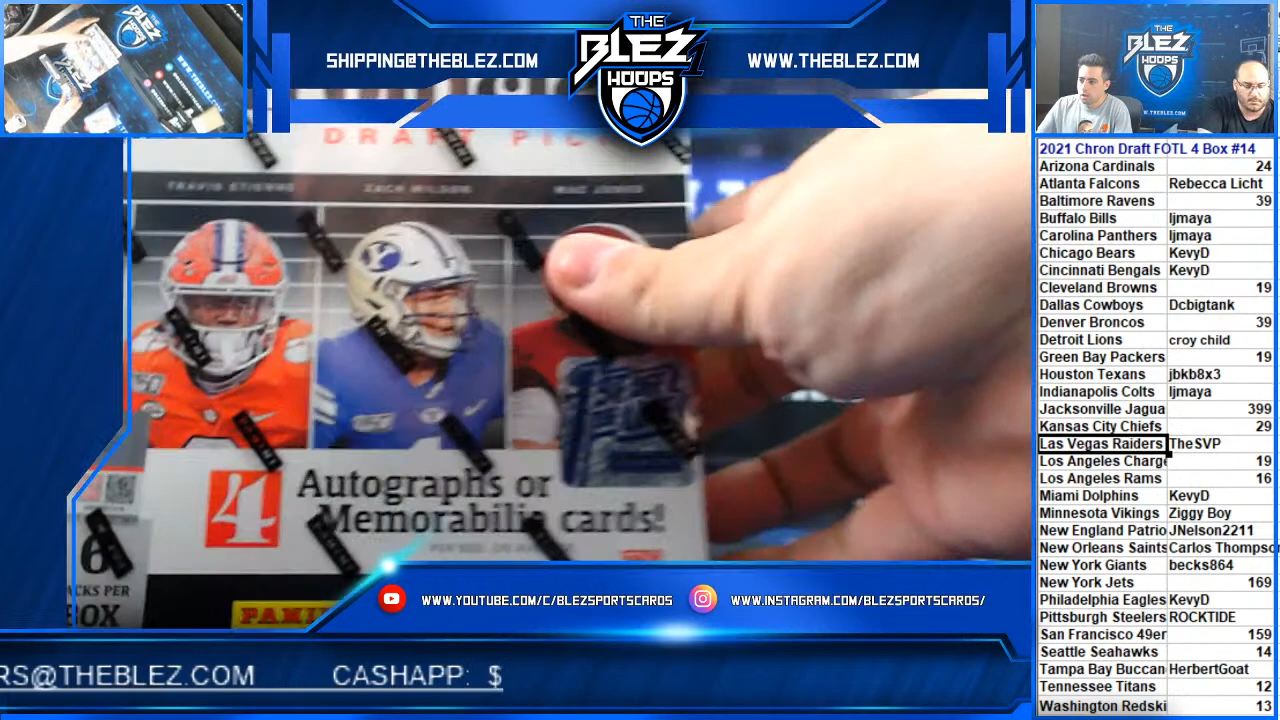 SHIPPING@THEBLEZ.COM
THE
BLEZ
HOOPS
WWW.THEBLEZ.COM
DRAFT PIC
TRAVIS ETIENNE
ZACH WILSON
MAC JONES
4
Autographs or
Memorabilia cards!
6
CKS PER
BOX
PANINI
THE
BLEZ
2021 Chron Draft FOTL 4 Box #14
Arizona Cardinals 24
Atlanta Falcons Rebecca Licht
Baltimore Ravens 39
Buffalo Bills ljmaya
Carolina Panthers ljmaya
Chicago Bears KevyD
Cincinnati Bengals KevyD
Cleveland Browns 19
Dallas Cowboys Dcbigtank
Denver Broncos 39
Detroit Lions croy child
Green Bay Packers 19
Houston Texans jbkb8x3
Indianapolis Colts ljmaya
Jacksonville Jagua 399
Kansas City Chiefs 29
Las Vegas Raiders TheSVP
Los Angeles Charge 19
Los Angeles Rams 16
Miami Dolphins KevyD
Minnesota Vikings Ziggy Boy
New England Patrio JNelson2211
New Orleans Saints Carlos Thompso
New York Giants becks864
New York Jets 169
Philadelphia Eagles KevyD
Pittsburgh Steelers ROCKTIDE
San Francisco 49er 159
Seattle Seahawks 14
Tampa Bay Buccan HerbertGoat
Tennessee Titans 12
Washington Redski 13
WWW.YOUTUBE.COM/C/BLEZSPORTSCARDS
WWW.INSTAGRAM.COM/BLEZSPORTSCARDS/
RS@THEBLEZ.COM CASHAPP: $